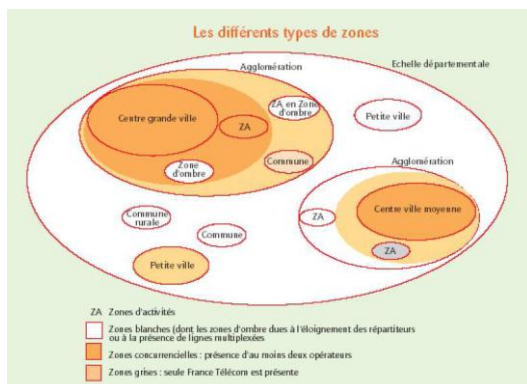 Les différents types de zones
Echelle départementale
Agglomération
Centre grande ville
ZA
ZA en Zone
d'ombre
Petite ville
Zone
d'ombre
Commune
Agglomération
Commune
rurale
Commune
ZA
Centre ville moyenne
ZA
Petite ville
ZA Zones d'activités
Zones blanches (dont les zones d'ombre dues à l'éloignement des répartiteurs
ou à la présence de lignes multiplexées
Zones concurrencielles : présence d'au moins deux opérateurs
Zones grises : seule France Télécom est présente